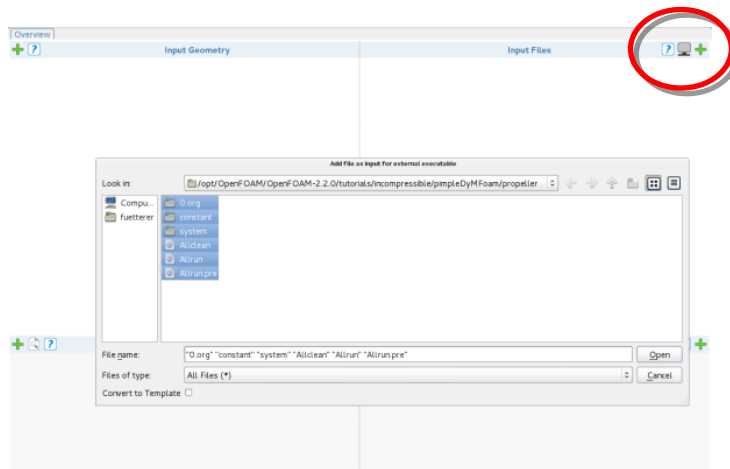 Overview
? Input Geometry Input Files ?
Add File as input for external executable
Look in: /opt/OpenFOAM/OpenFOAM-2.2.0/tutorials/incompressible/pimpleDyMFoam/propeller
Compu... 0.org
fuetterer constant
system
Allclean
Allrun
Allrun.pre
?
File name: "0.org" "constant" "system" "Allclean" "Allrun" "Allrun.pre" Open
Files of type: All Files (*) Cancel
Convert to Template